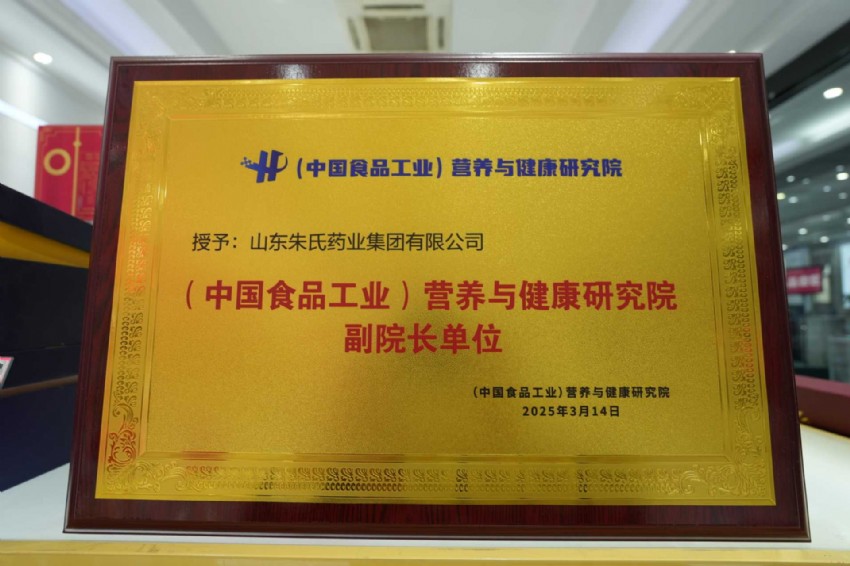 （中国食品工业）营养与健康研究院
授予：山东朱氏药业集团有限公司
（中国食品工业）营养与健康研究院
副院长单位
（中国食品工业）营养与健康研究院
2025年3月14日